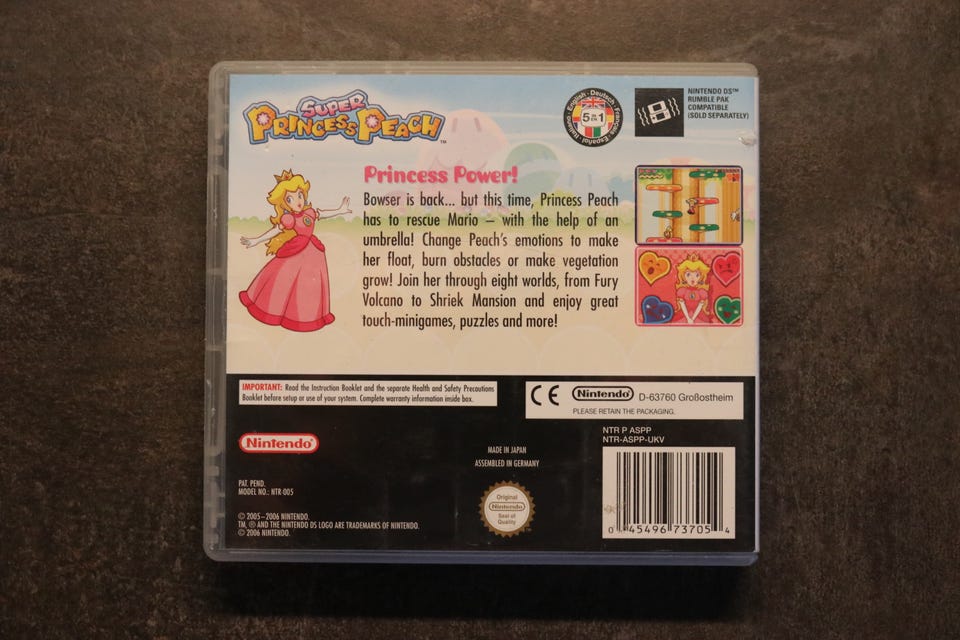 SUPER
PRINCESS PEACH™
English · Deutsch · Français · Español · Italiano
5 in 1
NINTENDO DS™
RUMBLE PAK
COMPATIBLE
(SOLD SEPARATELY)
Princess Power!
Bowser is back... but this time, Princess Peach
has to rescue Mario – with the help of an
umbrella! Change Peach's emotions to make
her float, burn obstacles or make vegetation
grow! Join her through eight worlds, from Fury
Volcano to Shriek Mansion and enjoy great
touch-minigames, puzzles and more!
IMPORTANT: Read the Instruction Booklet and the separate Health and Safety Precautions
Booklet before setup or use of your system. Complete warranty information inside box.
CE Nintendo® D-63760 Großostheim
PLEASE RETAIN THE PACKAGING.
Nintendo®
NTR P ASPP
NTR-ASPP-UKV
MADE IN JAPAN
ASSEMBLED IN GERMANY
PAT. PEND.
MODEL NO.: NTR-005
Original
Nintendo®
Seal of
Quality
© 2005–2006 NINTENDO.
TM, ® AND THE NINTENDO DS LOGO ARE TRADEMARKS OF NINTENDO.
© 2006 NINTENDO.
0 45496 73705 4